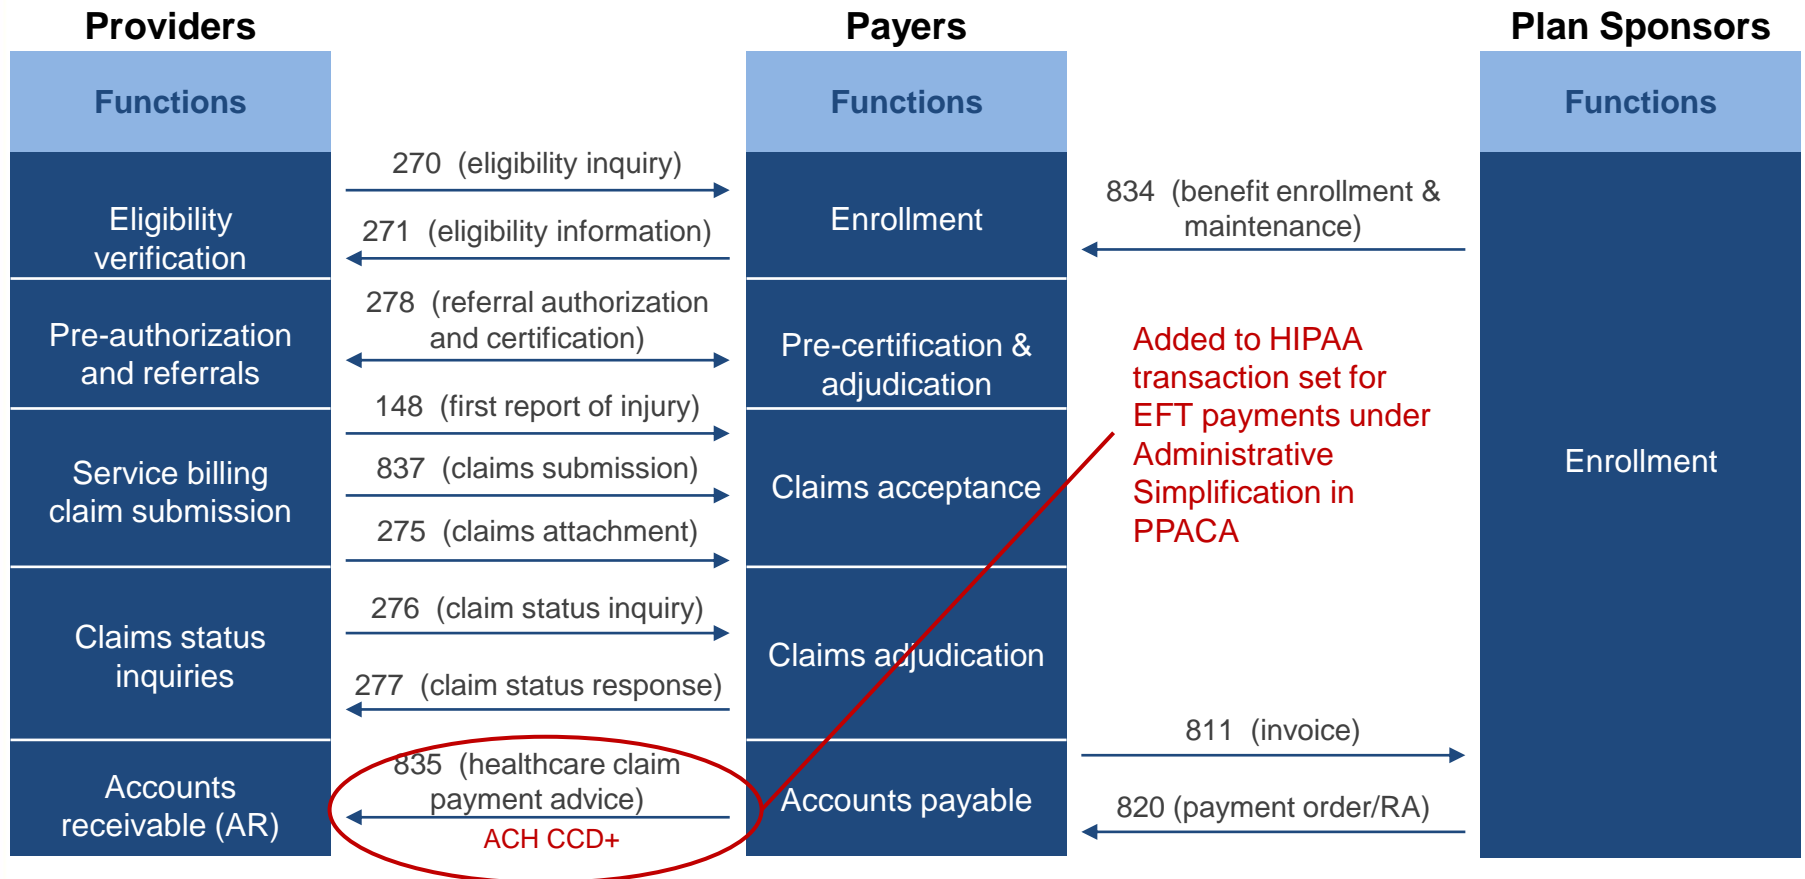 Providers
Payers
Plan Sponsors
Functions
Functions
Functions
270 (eligibility inquiry)
271 (eligibility information)
278 (referral authorization
and certification)
148 (first report of injury)
837 (claims submission)
275 (claims attachment)
276 (claim status inquiry)
277 (claim status response)
835 (healthcare claim
payment advice)
ACH CCD+
Eligibility
verification
Pre-authorization
and referrals
Service billing
claim submission
Claims status
inquiries
Accounts
receivable (AR)
Enrollment
Pre-certification &
adjudication
Claims acceptance
Claims adjudication
Accounts payable
834 (benefit enrollment &
maintenance)
Added to HIPAA
transaction set for
EFT payments under
Administrative
Simplification in
PPACA
811 (invoice)
820 (payment order/RA)
Enrollment